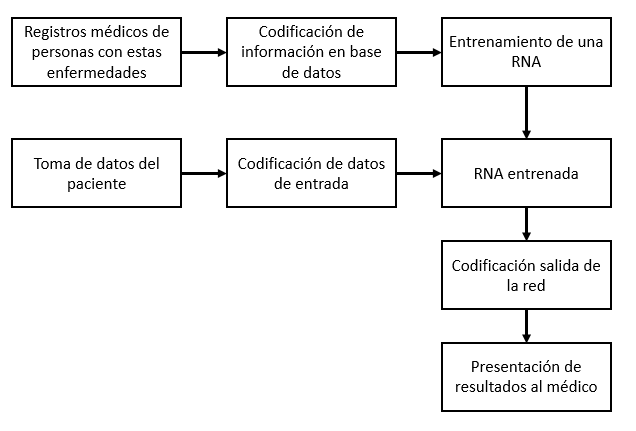 Registros médicos de
personas con estas
enfermedades
Codificación de
información en base
de datos
Entrenamiento de una
RNA
Toma de datos del
paciente
Codificación de datos
de entrada
RNA entrenada
Codificación salida de
la red
Presentación de
resultados al médico